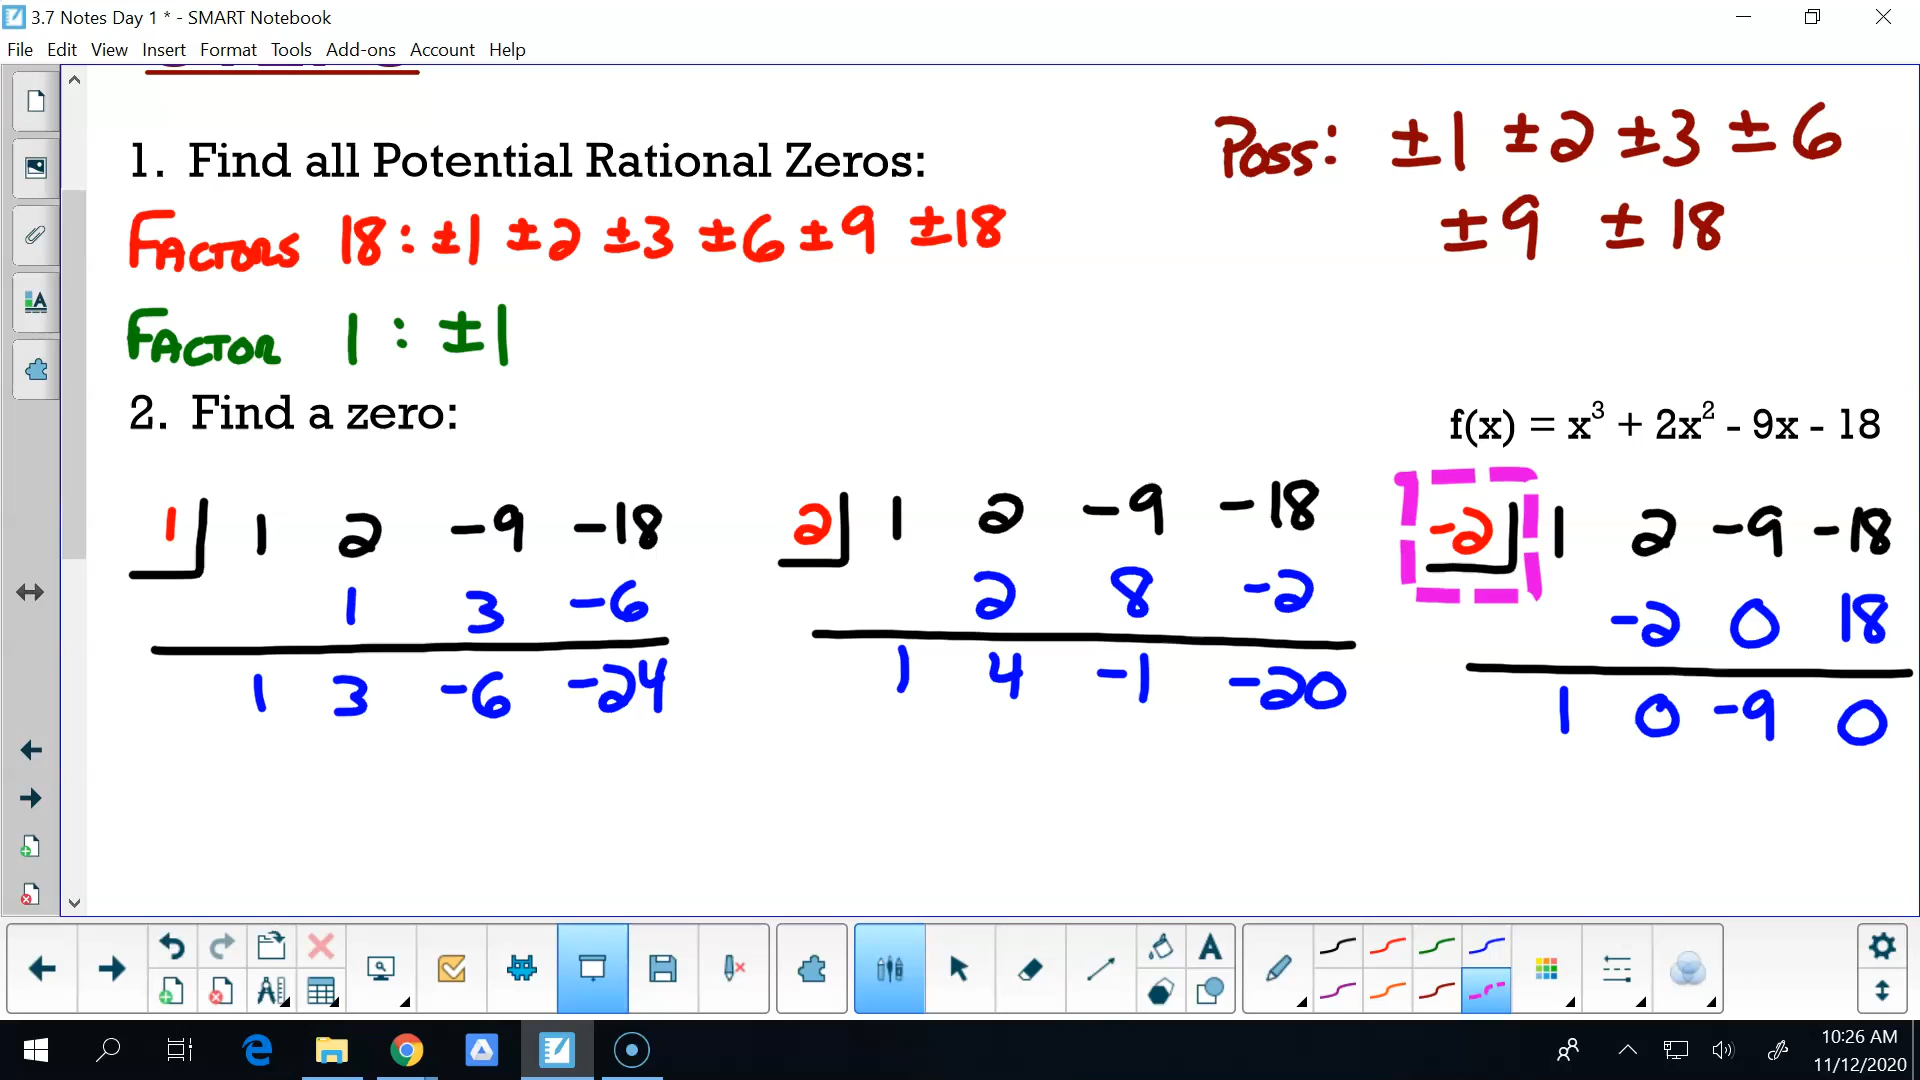 3.7 Notes Day 1 * - SMART Notebook
File Edit View Insert Format Tools Add-ons Account Help
1. Find all Potential Rational Zeros:
Poss: ±1 ±2 ±3 ±6
±9 ±18
Factors 18: ±1 ±2 ±3 ±6 ±9 ±18
Factor 1: ±1
2. Find a zero:
f(x) = x³ + 2x² - 9x - 18
1 1 2 -9 -18
1 3 -6
1 3 -6 -24
2 1 2 -9 -18
2 8 -2
1 4 -1 -20
-2 1 2 -9 -18
-2 0 18
1 0 -9 0
10:26 AM
11/12/2020